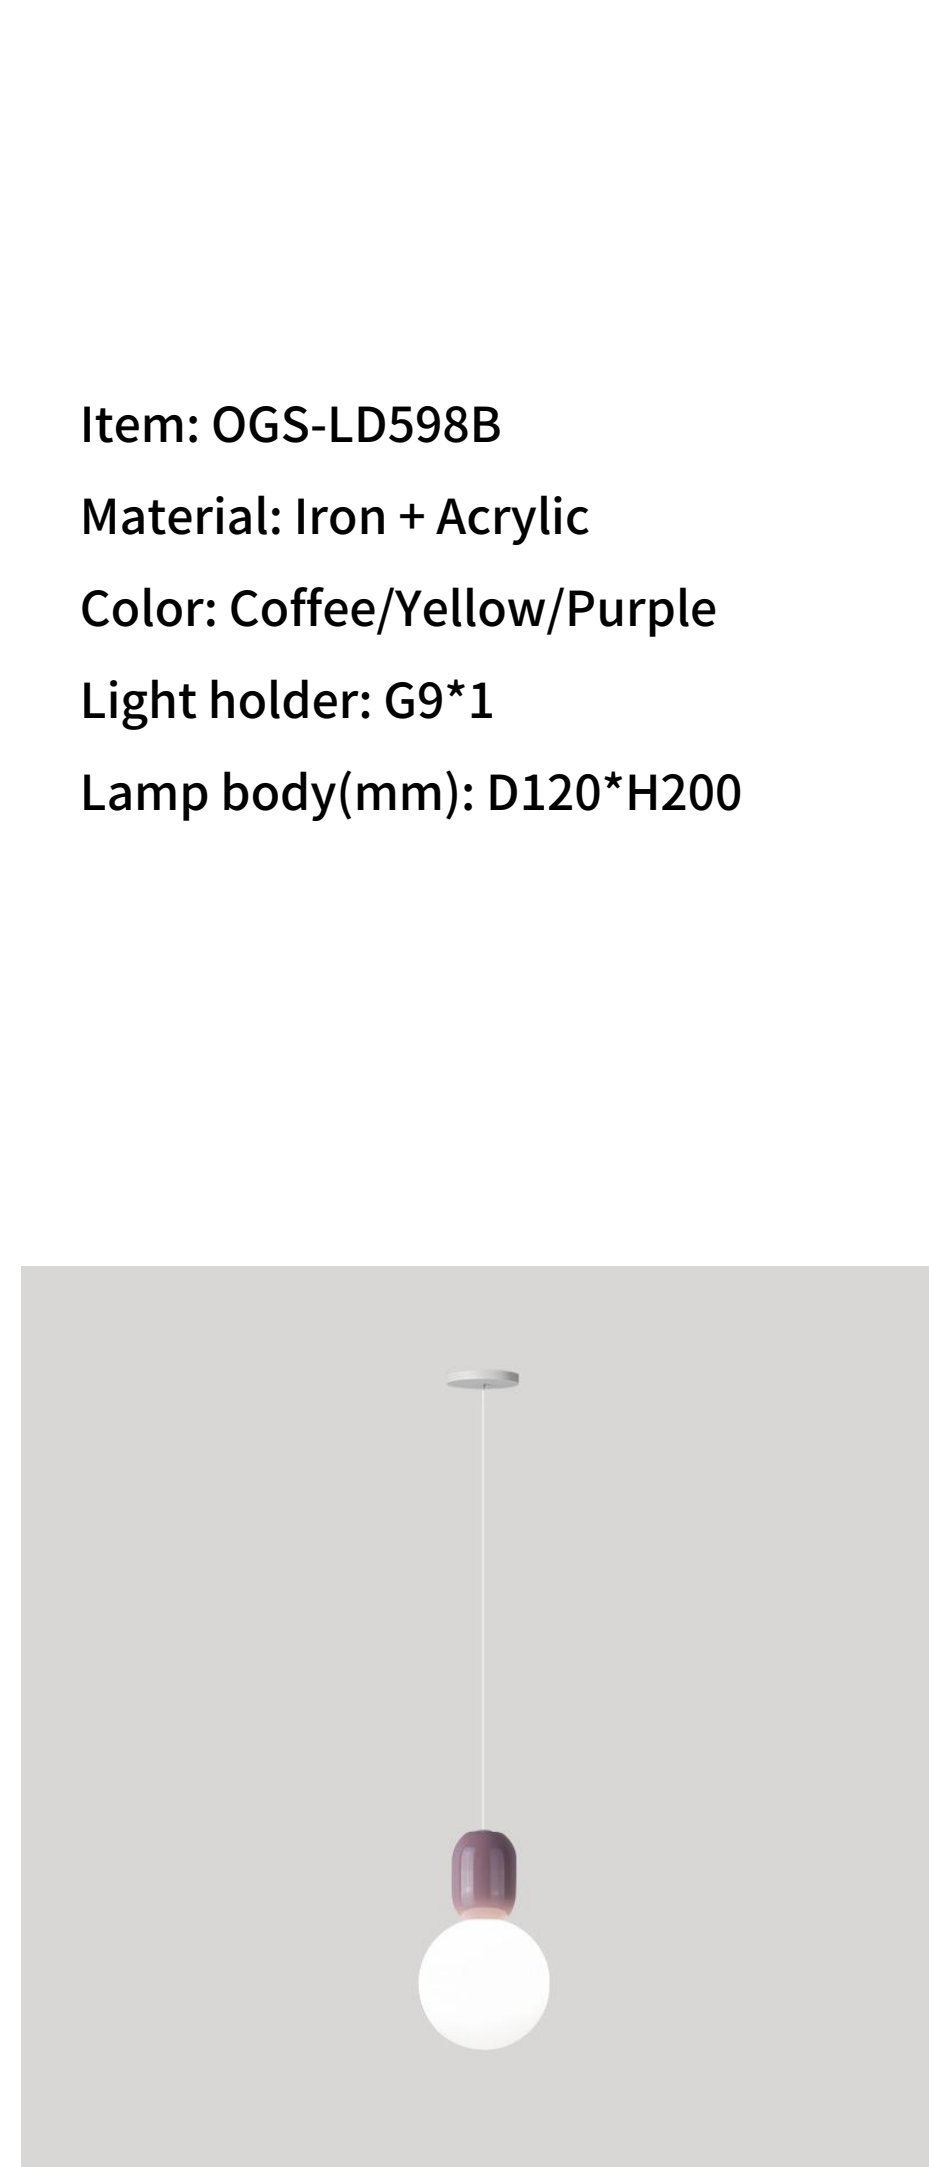 Item: OGS-LD598B
Material: Iron + Acrylic
Color: Coffee/Yellow/Purple
Light holder: G9*1
Lamp body(mm): D120*H200